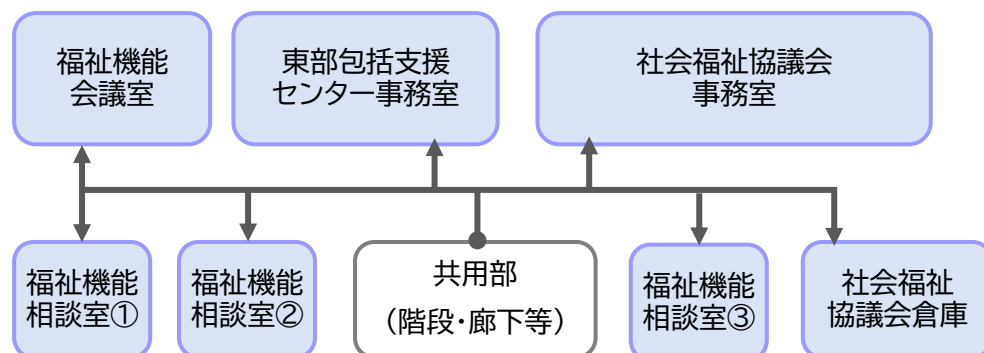 福祉機能
会議室
東部包括支援
センター事務室
社会福祉協議会
事務室
福祉機能
相談室①
福祉機能
相談室②
共用部
（階段・廊下等）
福祉機能
相談室③
社会福祉
協議会倉庫